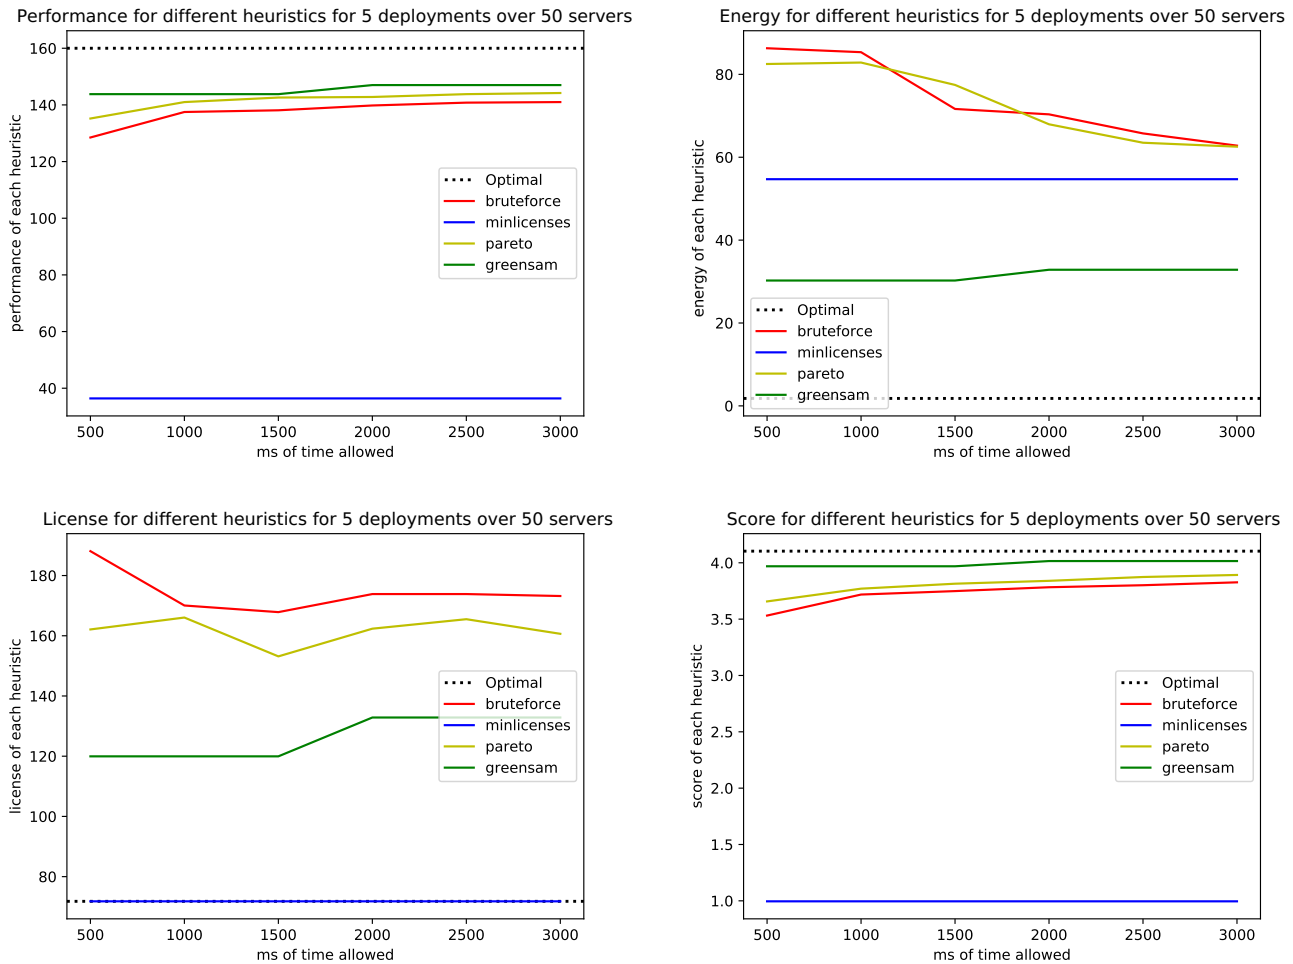 Performance for different heuristics for 5 deployments over 50 servers
160
140
120
100
80
60
40
performance of each heuristic
Optimal
bruteforce
minlicenses
pareto
greensam
500 1000 1500 2000 2500 3000
ms of time allowed
Energy for different heuristics for 5 deployments over 50 servers
80
60
40
20
0
energy of each heuristic
Optimal
bruteforce
minlicenses
pareto
greensam
500 1000 1500 2000 2500 3000
ms of time allowed
License for different heuristics for 5 deployments over 50 servers
180
160
140
120
100
80
license of each heuristic
Optimal
bruteforce
minlicenses
pareto
greensam
500 1000 1500 2000 2500 3000
ms of time allowed
Score for different heuristics for 5 deployments over 50 servers
4.0
3.5
3.0
2.5
2.0
1.5
1.0
score of each heuristic
Optimal
bruteforce
minlicenses
pareto
greensam
500 1000 1500 2000 2500 3000
ms of time allowed